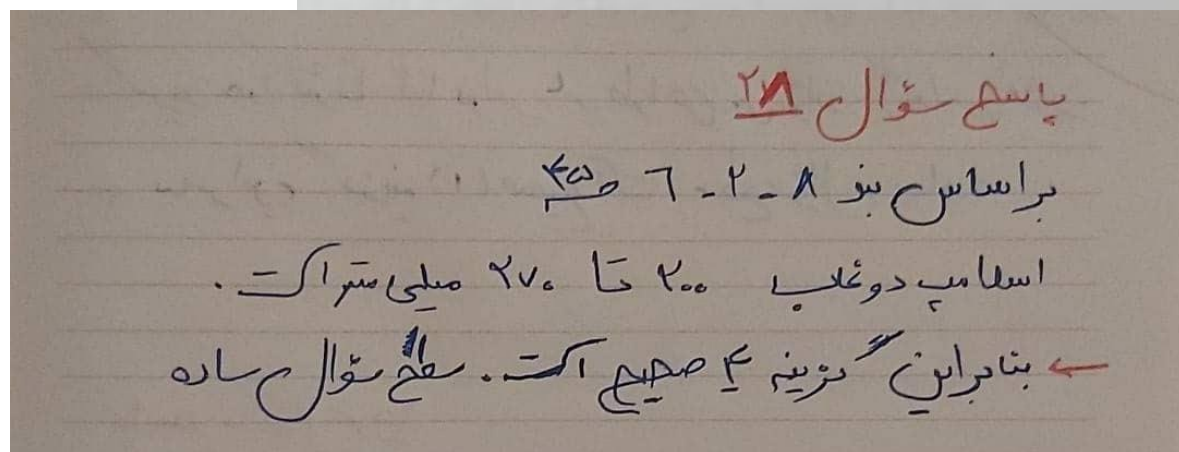 پاسخ سؤال ۲۸
براساس بند ۸-۲-۶ ص ۴۵
اسلامپ دوغاب ۲۰۰ تا ۲۷۰ میلی متر است.
← بنابراین گزینه ۴ صحیح است. سطح سؤال ساده